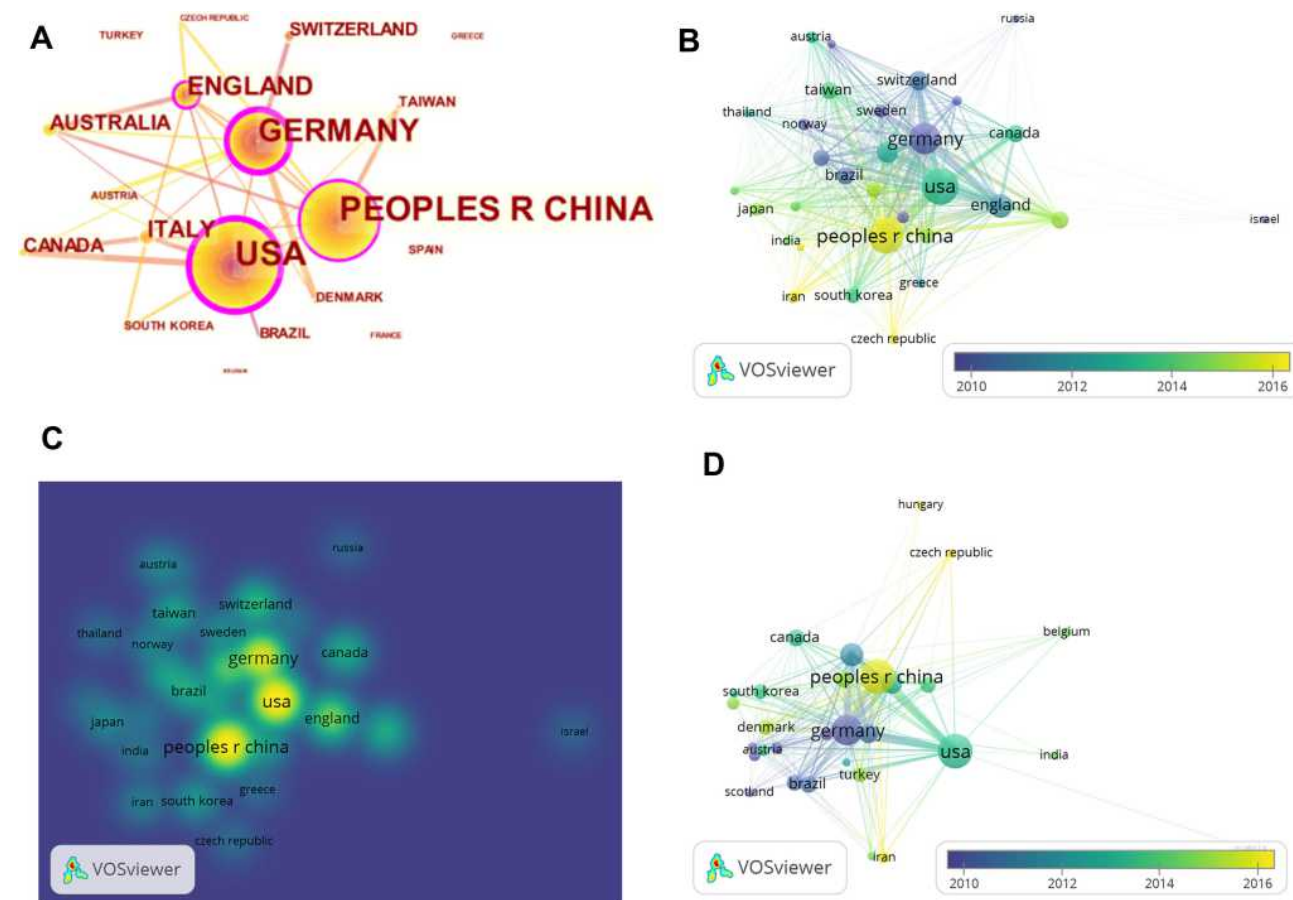 A
CZECH REPUBLIC
TURKEY
SWITZERLAND
GREECE
ENGLAND
TAIWAN
AUSTRALIA
GERMANY
AUSTRIA
PEOPLES R CHINA
ITALY
CANADA
USA
SPAIN
DENMARK
SOUTH KOREA
BRAZIL
FRANCE
B
russia
austria
switzerland
taiwan
thailand
sweden
norway
germany
canada
brazil
usa
japan
england
israel
india
peoples r china
greece
iran
south korea
czech republic
VOSviewer
2010 2012 2014 2016
C
russia
austria
switzerland
taiwan
thailand
sweden
norway
germany
canada
brazil
usa
england
japan
israel
india
peoples r china
greece
iran
south korea
czech republic
VOSviewer
D
hungary
czech republic
belgium
canada
peoples r china
south korea
denmark
germany
austria
usa
india
turkey
brazil
scotland
iran
VOSviewer
2010 2012 2014 2016